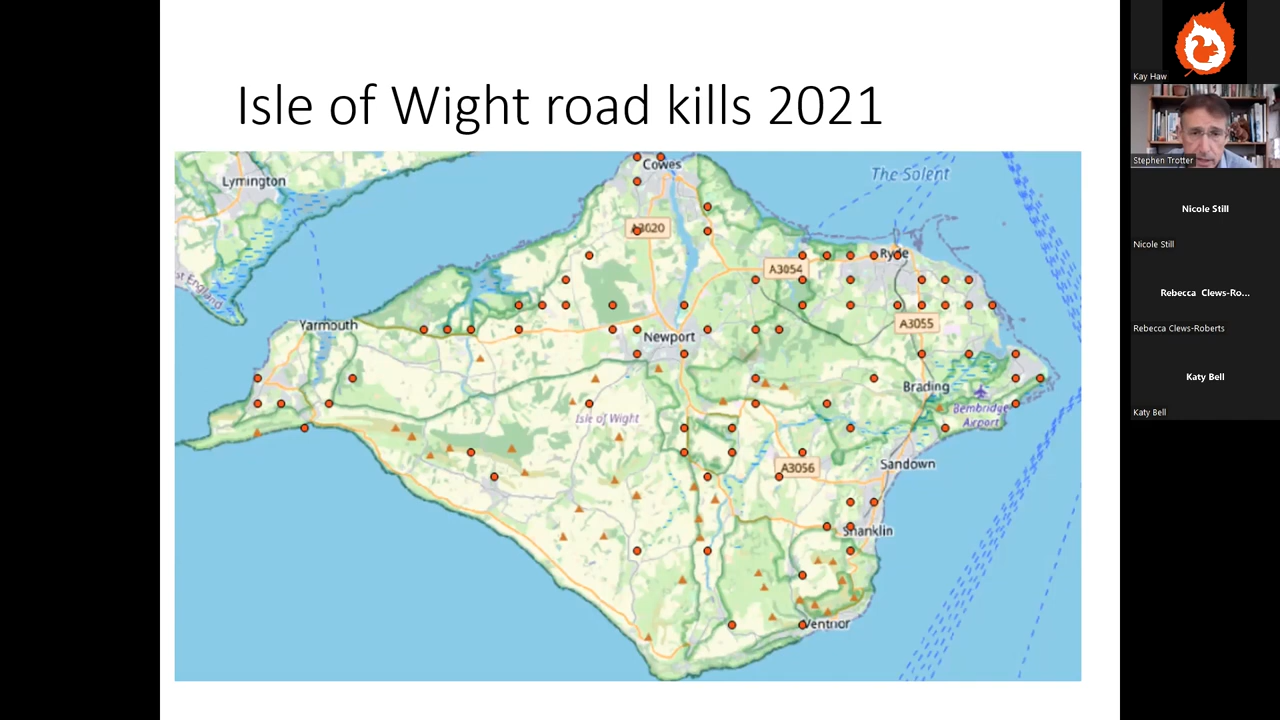 Isle of Wight road kills 2021
Lymington
Cowes
The Solent
A3020
Ryde
A3054
st England
Yarmouth
A3055
Newport
Brading
Isle of Wight
Bembridge
Airport
Sandown
A3056
Shanklin
Ventnor
Kay Haw
Stephen Trotter
Nicole Still
Nicole Still
Rebecca Clews-Ro...
Rebecca Clews-Roberts
Katy Bell
Katy Bell